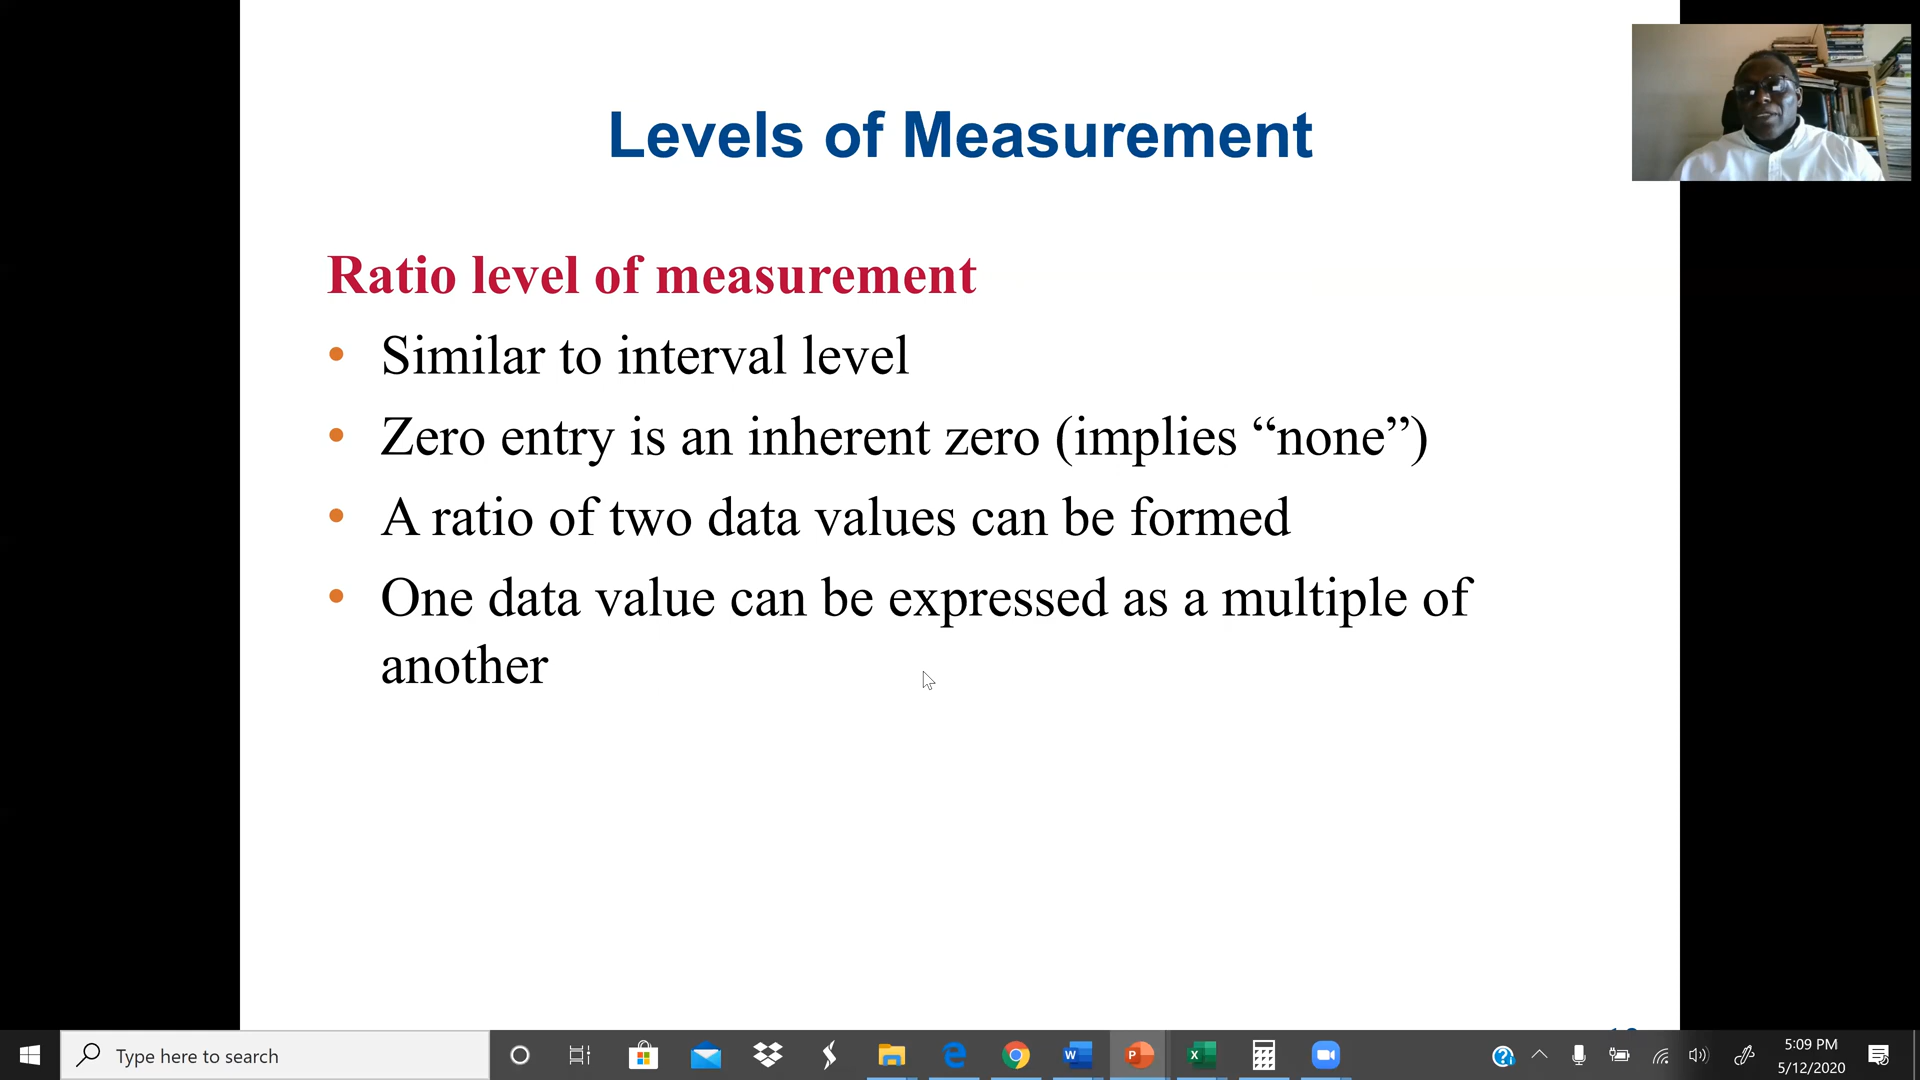 Levels of Measurement
Ratio level of measurement
• Similar to interval level
• Zero entry is an inherent zero (implies “none”)
• A ratio of two data values can be formed
• One data value can be expressed as a multiple of
another
Type here to search
5:09 PM
5/12/2020